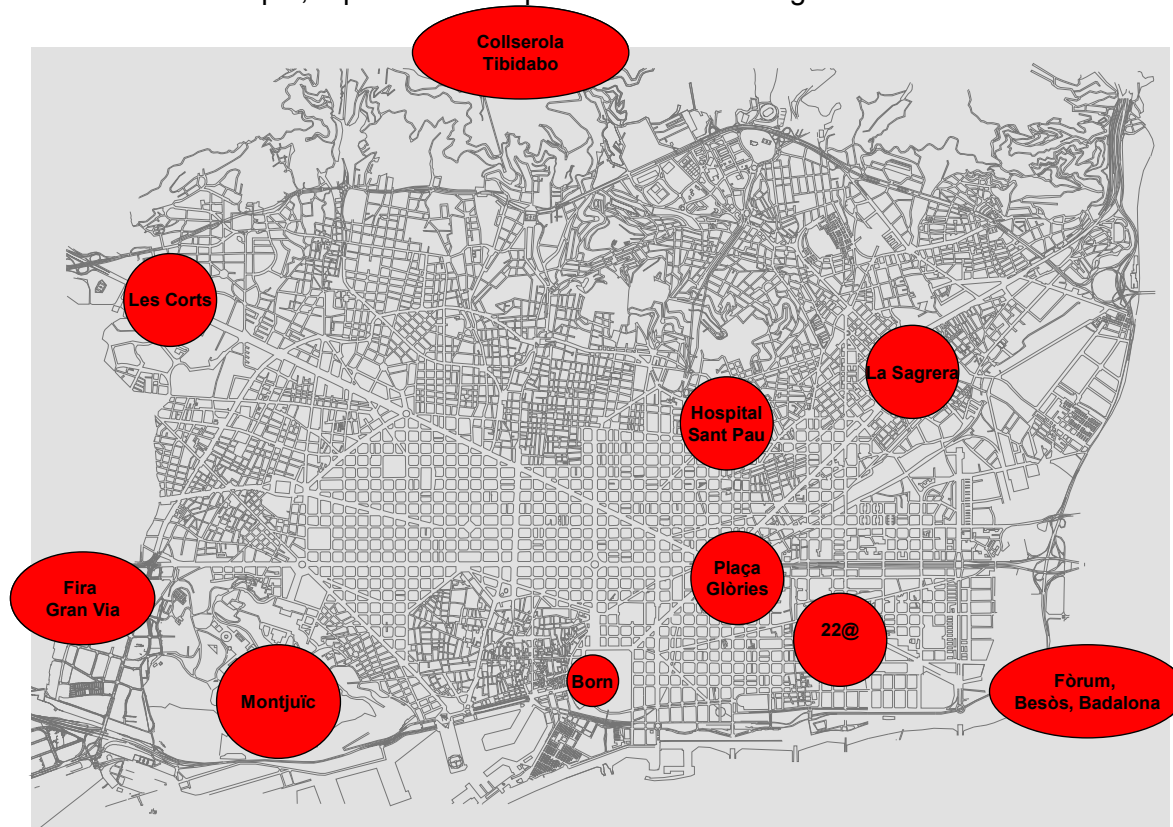 Collserola
Tibidabo
Les Corts
La Sagrera
Hospital
Sant Pau
Plaça
Glòries
Fira
Gran Via
22@
Born
Montjuïc
Fòrum,
Besòs, Badalona